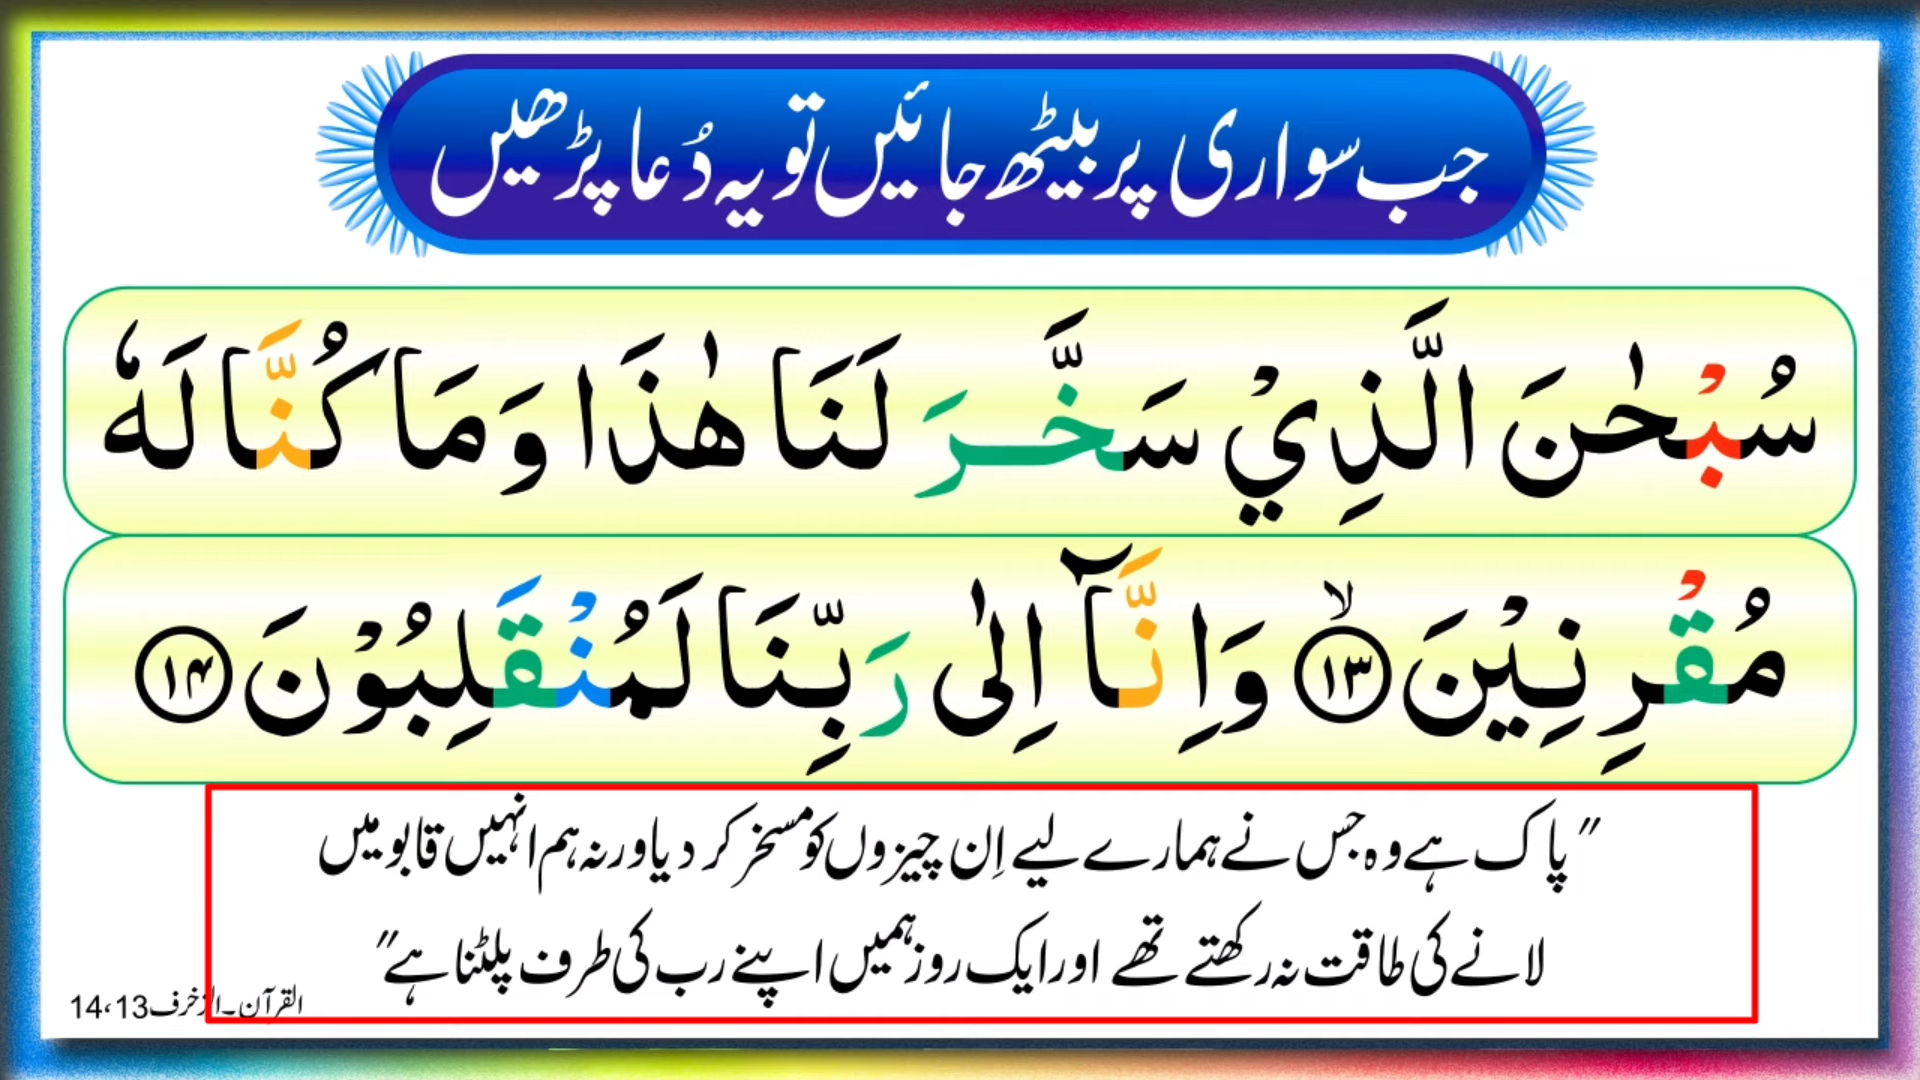 جب سواری پر بیٹھ جائیں تو یہ دُعا پڑھیں
سُبْحٰنَ الَّذِيْ سَخَّرَ لَنَا هٰذَا وَمَا كُنَّا لَهٗ
مُقْرِنِيْنَ ۙ﴿۱۳﴾ وَاِنَّآ اِلٰى رَبِّنَا لَمُنْقَلِبُوْنَ ﴿۱۴﴾
"پاک ہے وہ جس نے ہمارے لیے اِن چیزوں کو مسخر کر دیا ورنہ ہم انہیں قابو میں
لانے کی طاقت نہ رکھتے تھے اور ایک روز ہمیں اپنے رب کی طرف پلٹنا ہے"
القرآن۔الزخرف 13،14